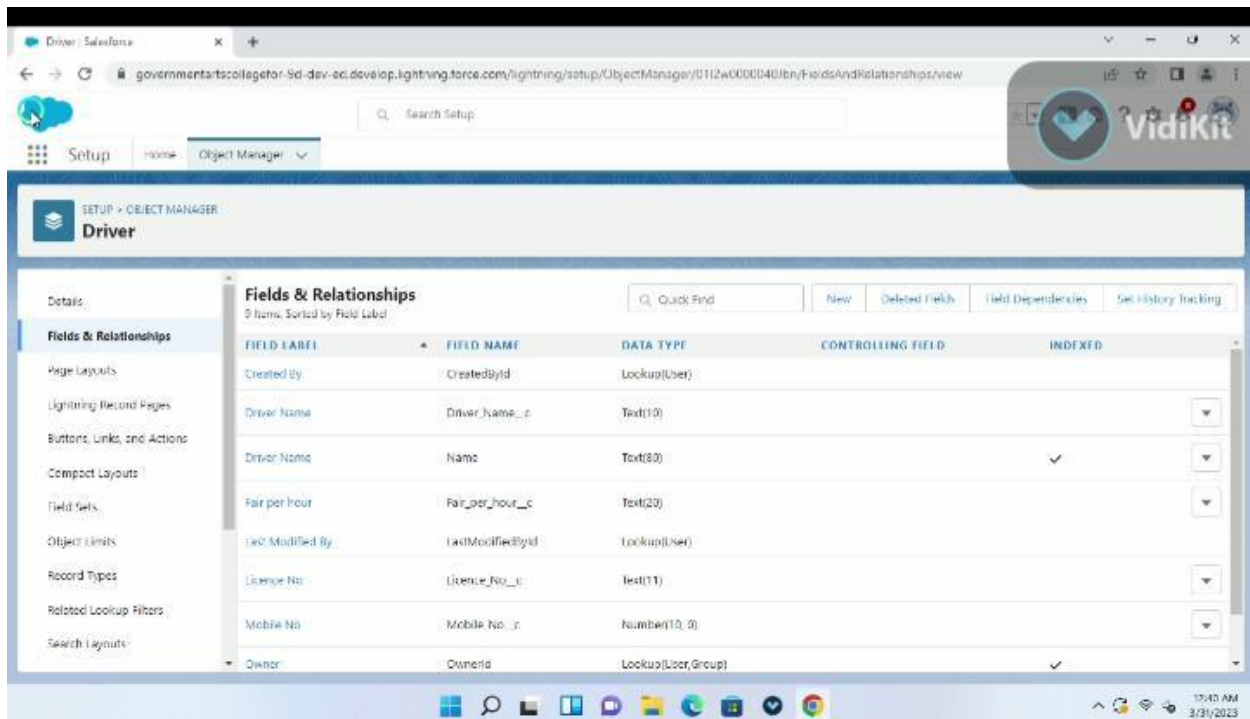 Driver | Salesforce
governmentartscollegefor-9d-dev-ed.develop.lightning.force.com/lightning/setup/ObjectManager/
Search Setup
VidiKit
Setup Home Object Manager
SETUP > OBJECT MANAGER
Driver
Details
Fields & Relationships
Page Layouts
Lightning Record Pages
Buttons, Links, and Actions
Compact Layouts
Field Sets
Object Limits
Record Types
Related Lookup Filters
Search Layouts
Fields & Relationships
9 Items, Sorted by Field Label
Quick Find New Deleted Fields Field Dependencies Set History Tracking
FIELD LABEL FIELD NAME DATA TYPE CONTROLLING FIELD INDEXED
Created By CreatedById Lookup(User)
Driver Name Driver_Name__c Text(10)
Driver Name Name Text(80)
Fair per hour Fair_per_hour__c Text(20)
Last Modified By LastModifiedById Lookup(User)
Licence No Licence_No__c Text(11)
Mobile No Mobile_No__c Number(10, 0)
Owner OwnerId Lookup(User,Group)
12:40 AM
3/31/2023